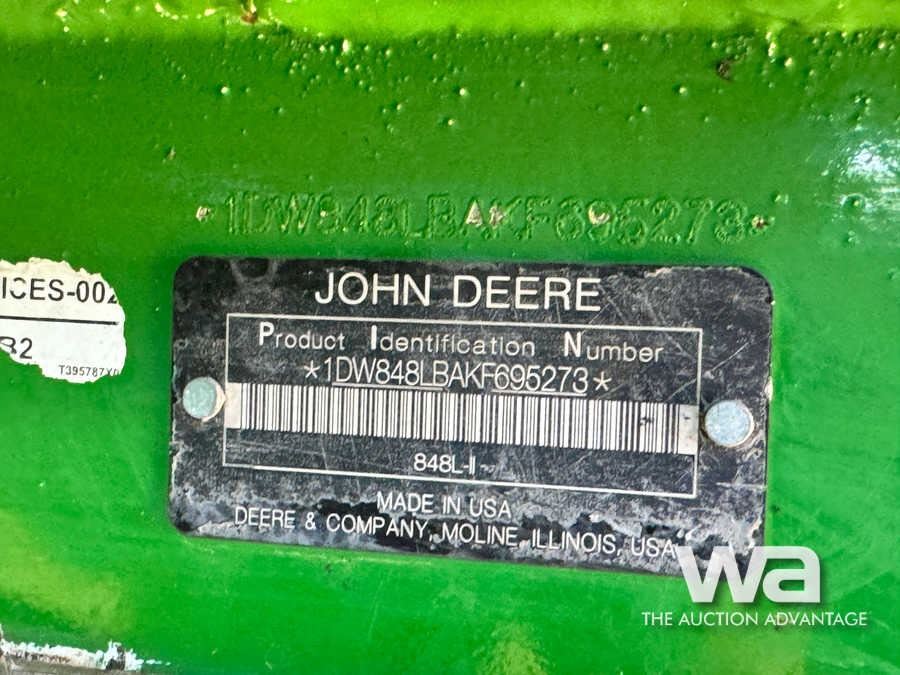 *1DW848LBAKF695273*
ICES-002
B2
T395787
JOHN DEERE
Product Identification Number
*1DW848LBAKF695273*
848L-II
MADE IN USA
DEERE & COMPANY, MOLINE, ILLINOIS, USA
wa
THE AUCTION ADVANTAGE